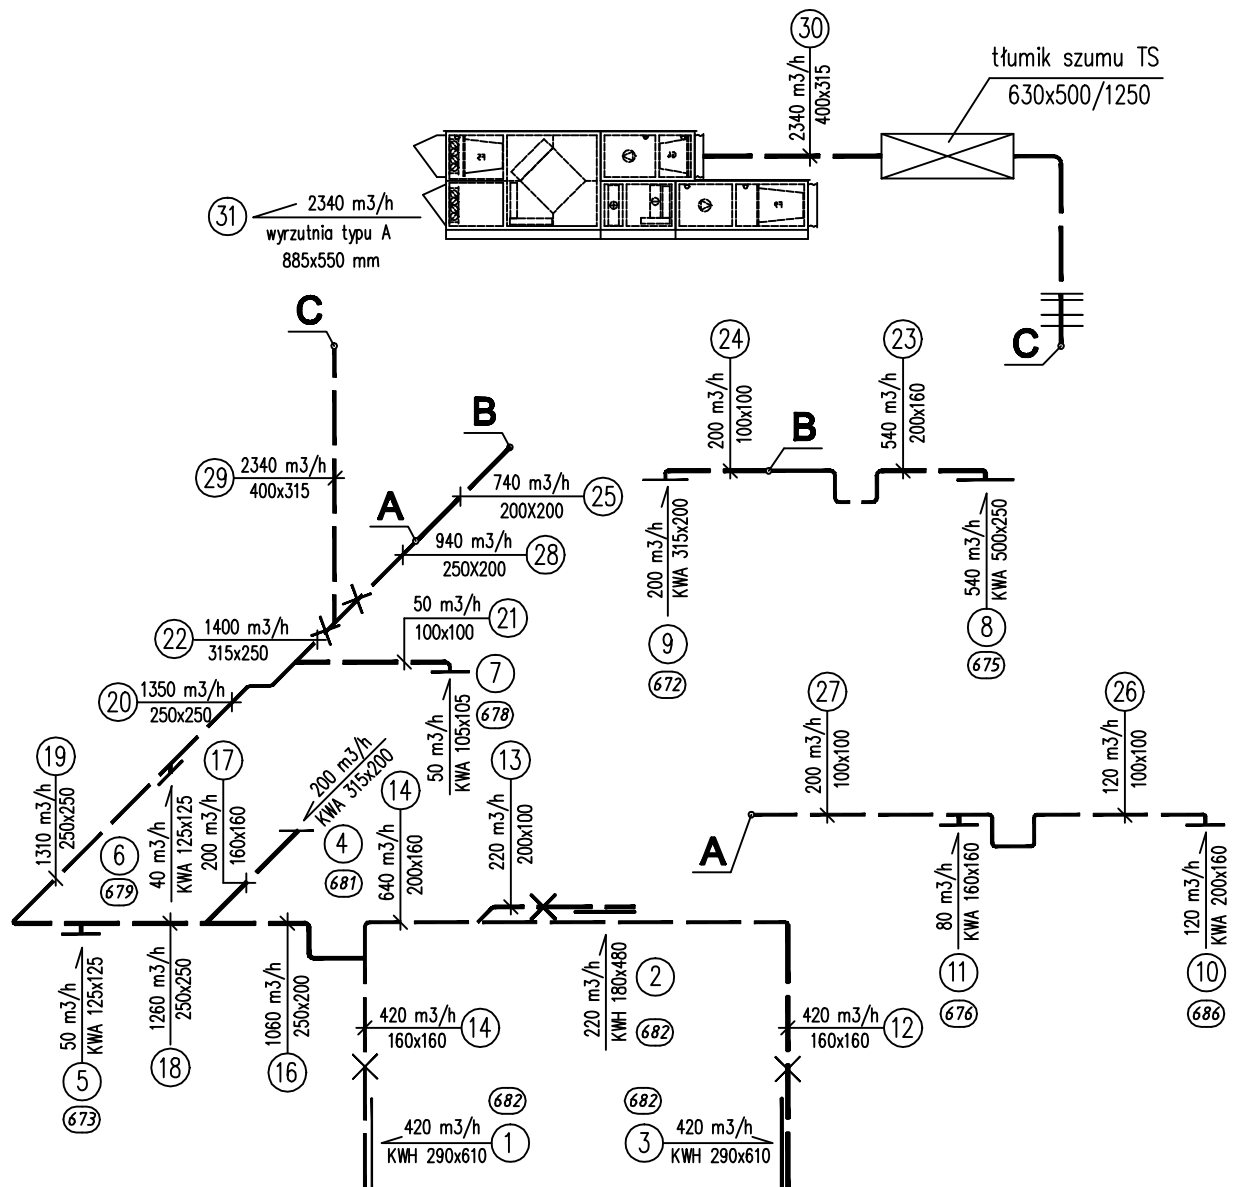 30
2340 m3/h
400x315
tłumik szumu TS
630x500/1250
31
2340 m3/h
wyrzutnia typu A
885x550 mm
C
C
24
200 m3/h
100x100
23
540 m3/h
200x160
B
B
29
2340 m3/h
400x315
740 m3/h
200X200
25
A
940 m3/h
250X200
28
200 m3/h
KWA 315x200
9
672
540 m3/h
KWA 500x250
8
675
22
1400 m3/h
315x250
50 m3/h
100x100
21
20
1350 m3/h
250x250
7
678
50 m3/h
KWA 105x105
27
200 m3/h
100x100
26
120 m3/h
100x100
19
1310 m3/h
250x250
17
200 m3/h
160x160
200 m3/h
KWA 315x200
14
640 m3/h
200x160
13
220 m3/h
200x100
6
679
40 m3/h
KWA 125x125
4
681
A
80 m3/h
KWA 160x160
11
676
120 m3/h
KWA 200x160
10
686
50 m3/h
KWA 125x125
5
673
1260 m3/h
250x250
18
1060 m3/h
250x200
16
420 m3/h
160x160
14
220 m3/h
KWH 180x480
2
682
420 m3/h
160x160
12
682
420 m3/h
KWH 290x610
1
682
3
420 m3/h
KWH 290x610